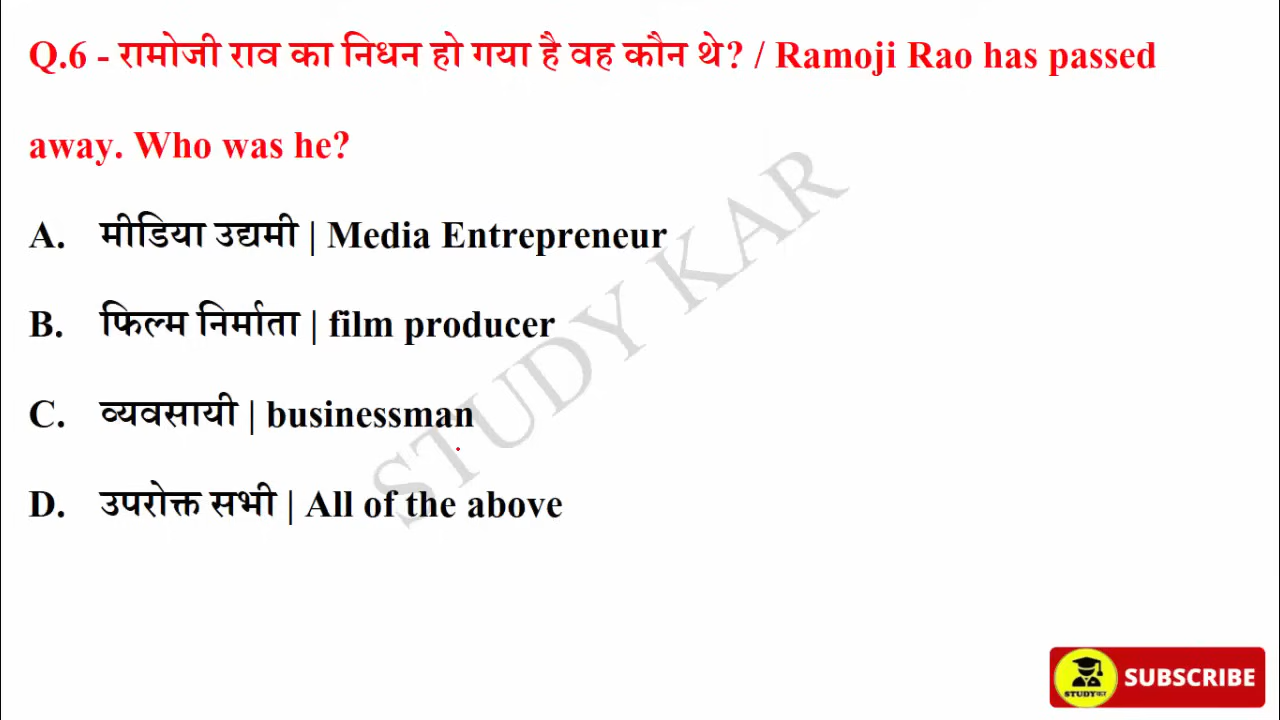 Q.6 - रामोजी राव का निधन हो गया है वह कौन थे? / Ramoji Rao has passed
away. Who was he?
A. मीडिया उद्यमी | Media Entrepreneur
B. फिल्म निर्माता | film producer
C. व्यवसायी | businessman
D. उपरोक्त सभी | All of the above
STUDY KAR
STUDYकर SUBSCRIBE